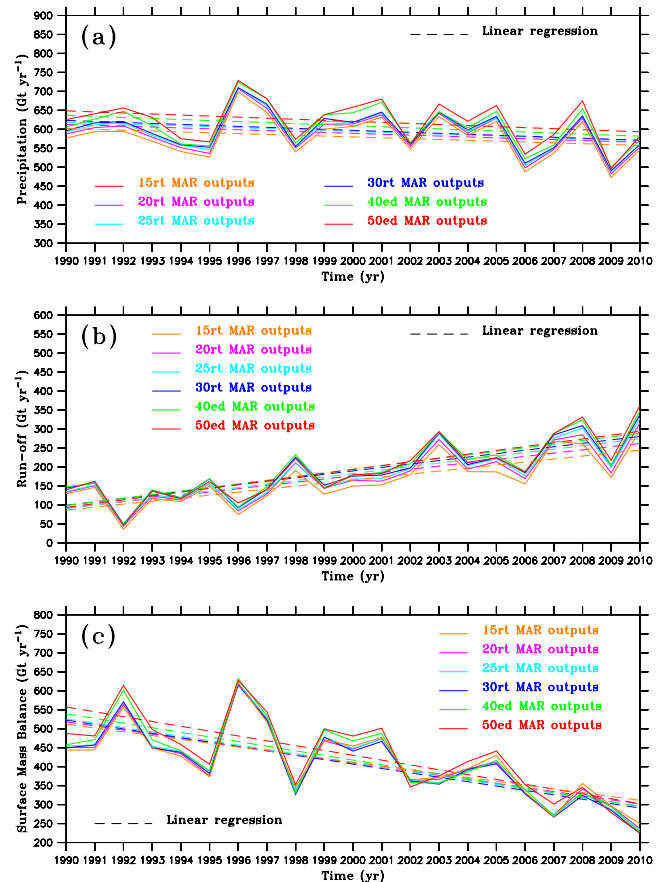 900
850
800
750
700
650
600
550
500
450
400
350
300
Precipitation (Gt yr−1)
(a)
Linear regression
15rt MAR outputs
20rt MAR outputs
25rt MAR outputs
30rt MAR outputs
40ed MAR outputs
50ed MAR outputs
1990 1991 1992 1993 1994 1995 1996 1997 1998 1999 2000 2001 2002 2003 2004 2005 2006 2007 2008 2009 2010
Time (yr)
600
550
500
450
400
350
300
250
200
150
100
50
0
Run-off (Gt yr−1)
(b)
15rt MAR outputs
20rt MAR outputs
25rt MAR outputs
30rt MAR outputs
40ed MAR outputs
50ed MAR outputs
Linear regression
1990 1991 1992 1993 1994 1995 1996 1997 1998 1999 2000 2001 2002 2003 2004 2005 2006 2007 2008 2009 2010
Time (yr)
800
750
700
650
600
550
500
450
400
350
300
250
200
Surface Mass Balance (Gt yr−1)
(c)
15rt MAR outputs
20rt MAR outputs
25rt MAR outputs
30rt MAR outputs
40ed MAR outputs
50ed MAR outputs
Linear regression
1990 1991 1992 1993 1994 1995 1996 1997 1998 1999 2000 2001 2002 2003 2004 2005 2006 2007 2008 2009 2010
Time (yr)